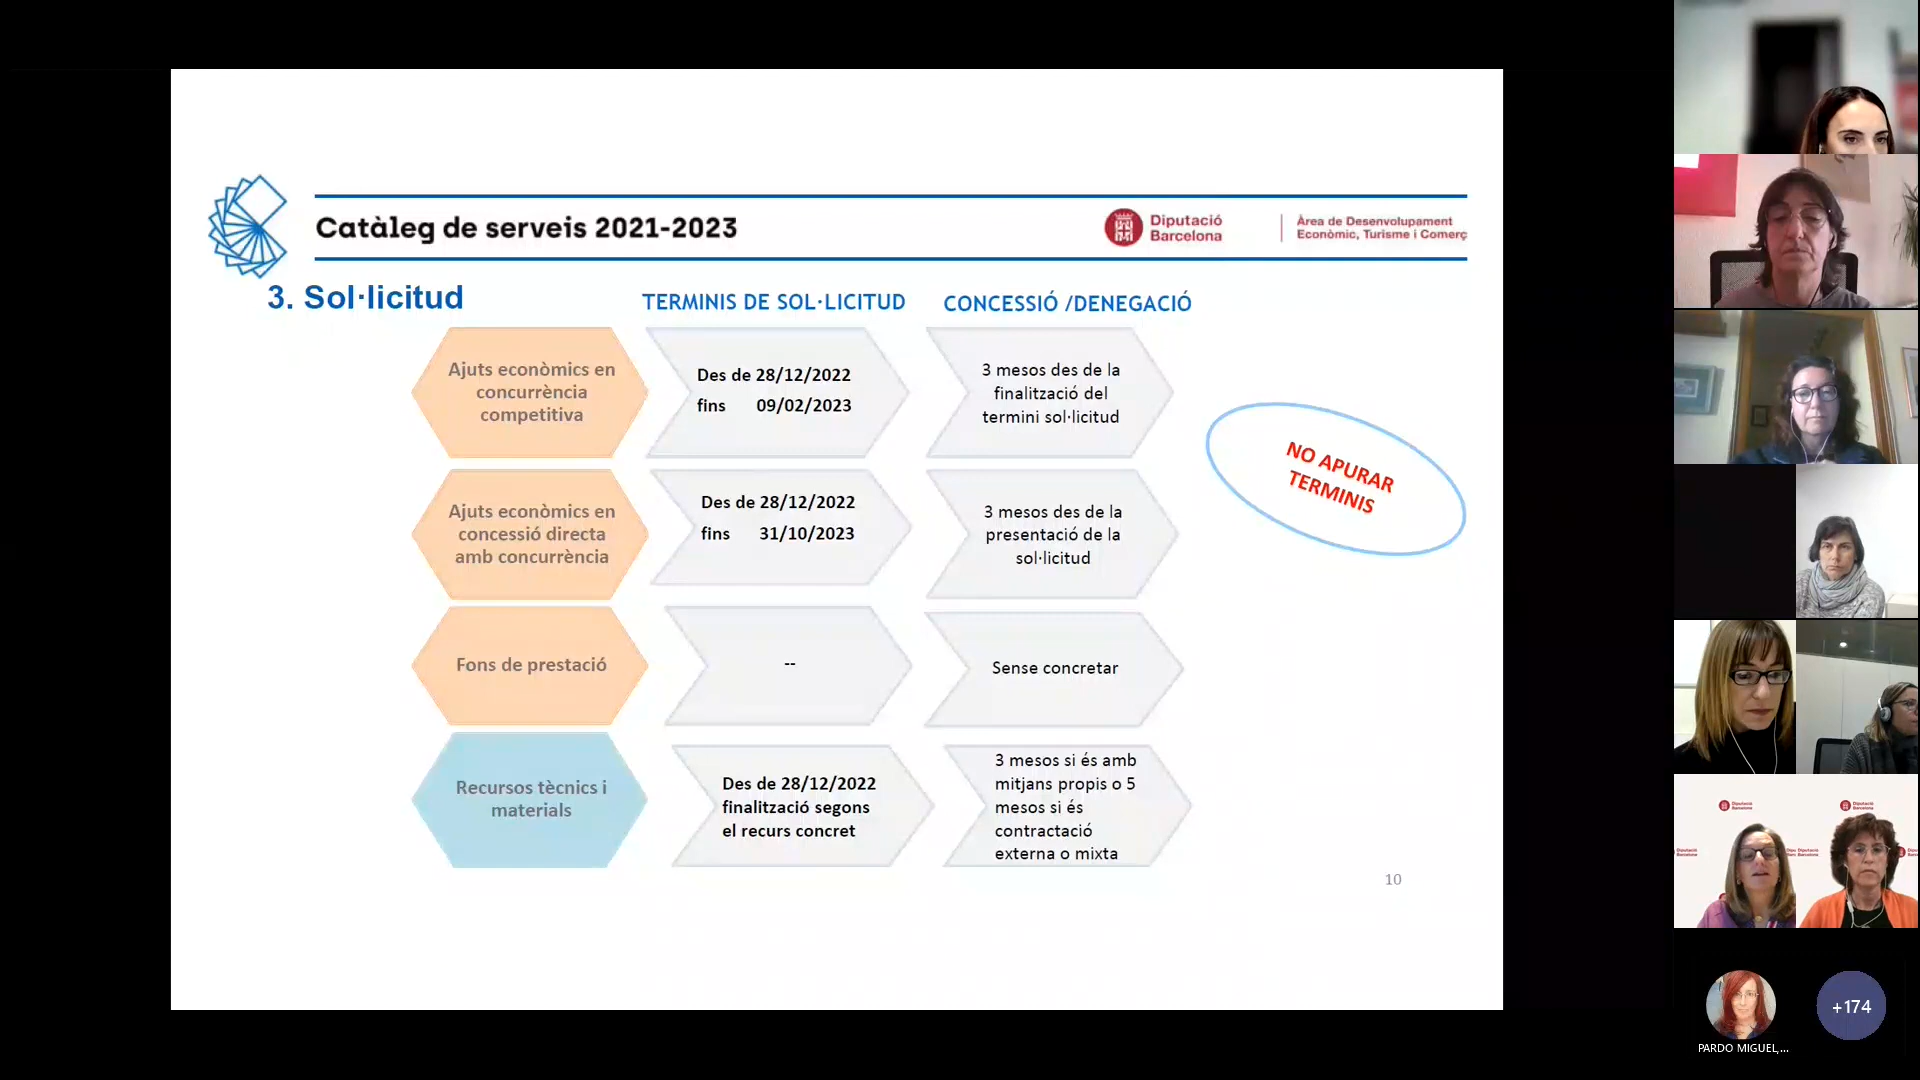 Catàleg de serveis 2021-2023
Diputació
Barcelona
Àrea de Desenvolupament
Econòmic, Turisme i Comerç
3. Sol·licitud
TERMINIS DE SOL·LICITUD
CONCESSIÓ /DENEGACIÓ
Ajuts econòmics en
concurrència
competitiva
Des de 28/12/2022
fins 09/02/2023
3 mesos des de la
finalització del
termini sol·licitud
NO APURAR
TERMINIS
Ajuts econòmics en
concessió directa
amb concurrència
Des de 28/12/2022
fins 31/10/2023
3 mesos des de la
presentació de la
sol·licitud
Fons de prestació
--
Sense concretar
Recursos tècnics i
materials
Des de 28/12/2022
finalització segons
el recurs concret
3 mesos si és amb
mitjans propis o 5
mesos si és
contractació
externa o mixta
10
Diputació
Barcelona
Diputació
Barcelona
+174
PARDO MIGUEL,...